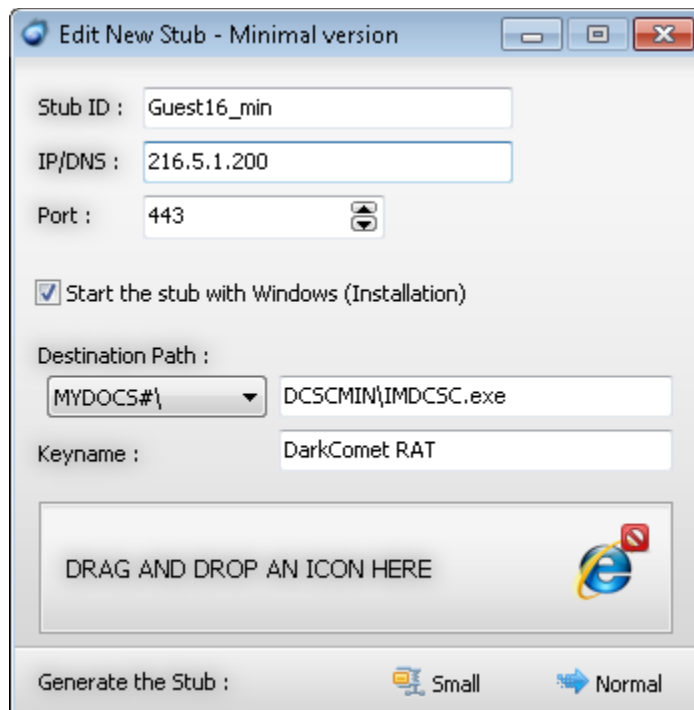 Edit New Stub - Minimal version
Stub ID : Guest16_min
IP/DNS : 216.5.1.200
Port : 443
Start the stub with Windows (Installation)
Destination Path :
MYDOCS#\ DCSCMIN\IMDCSC.exe
Keyname : DarkComet RAT
DRAG AND DROP AN ICON HERE
Generate the Stub : Small Normal